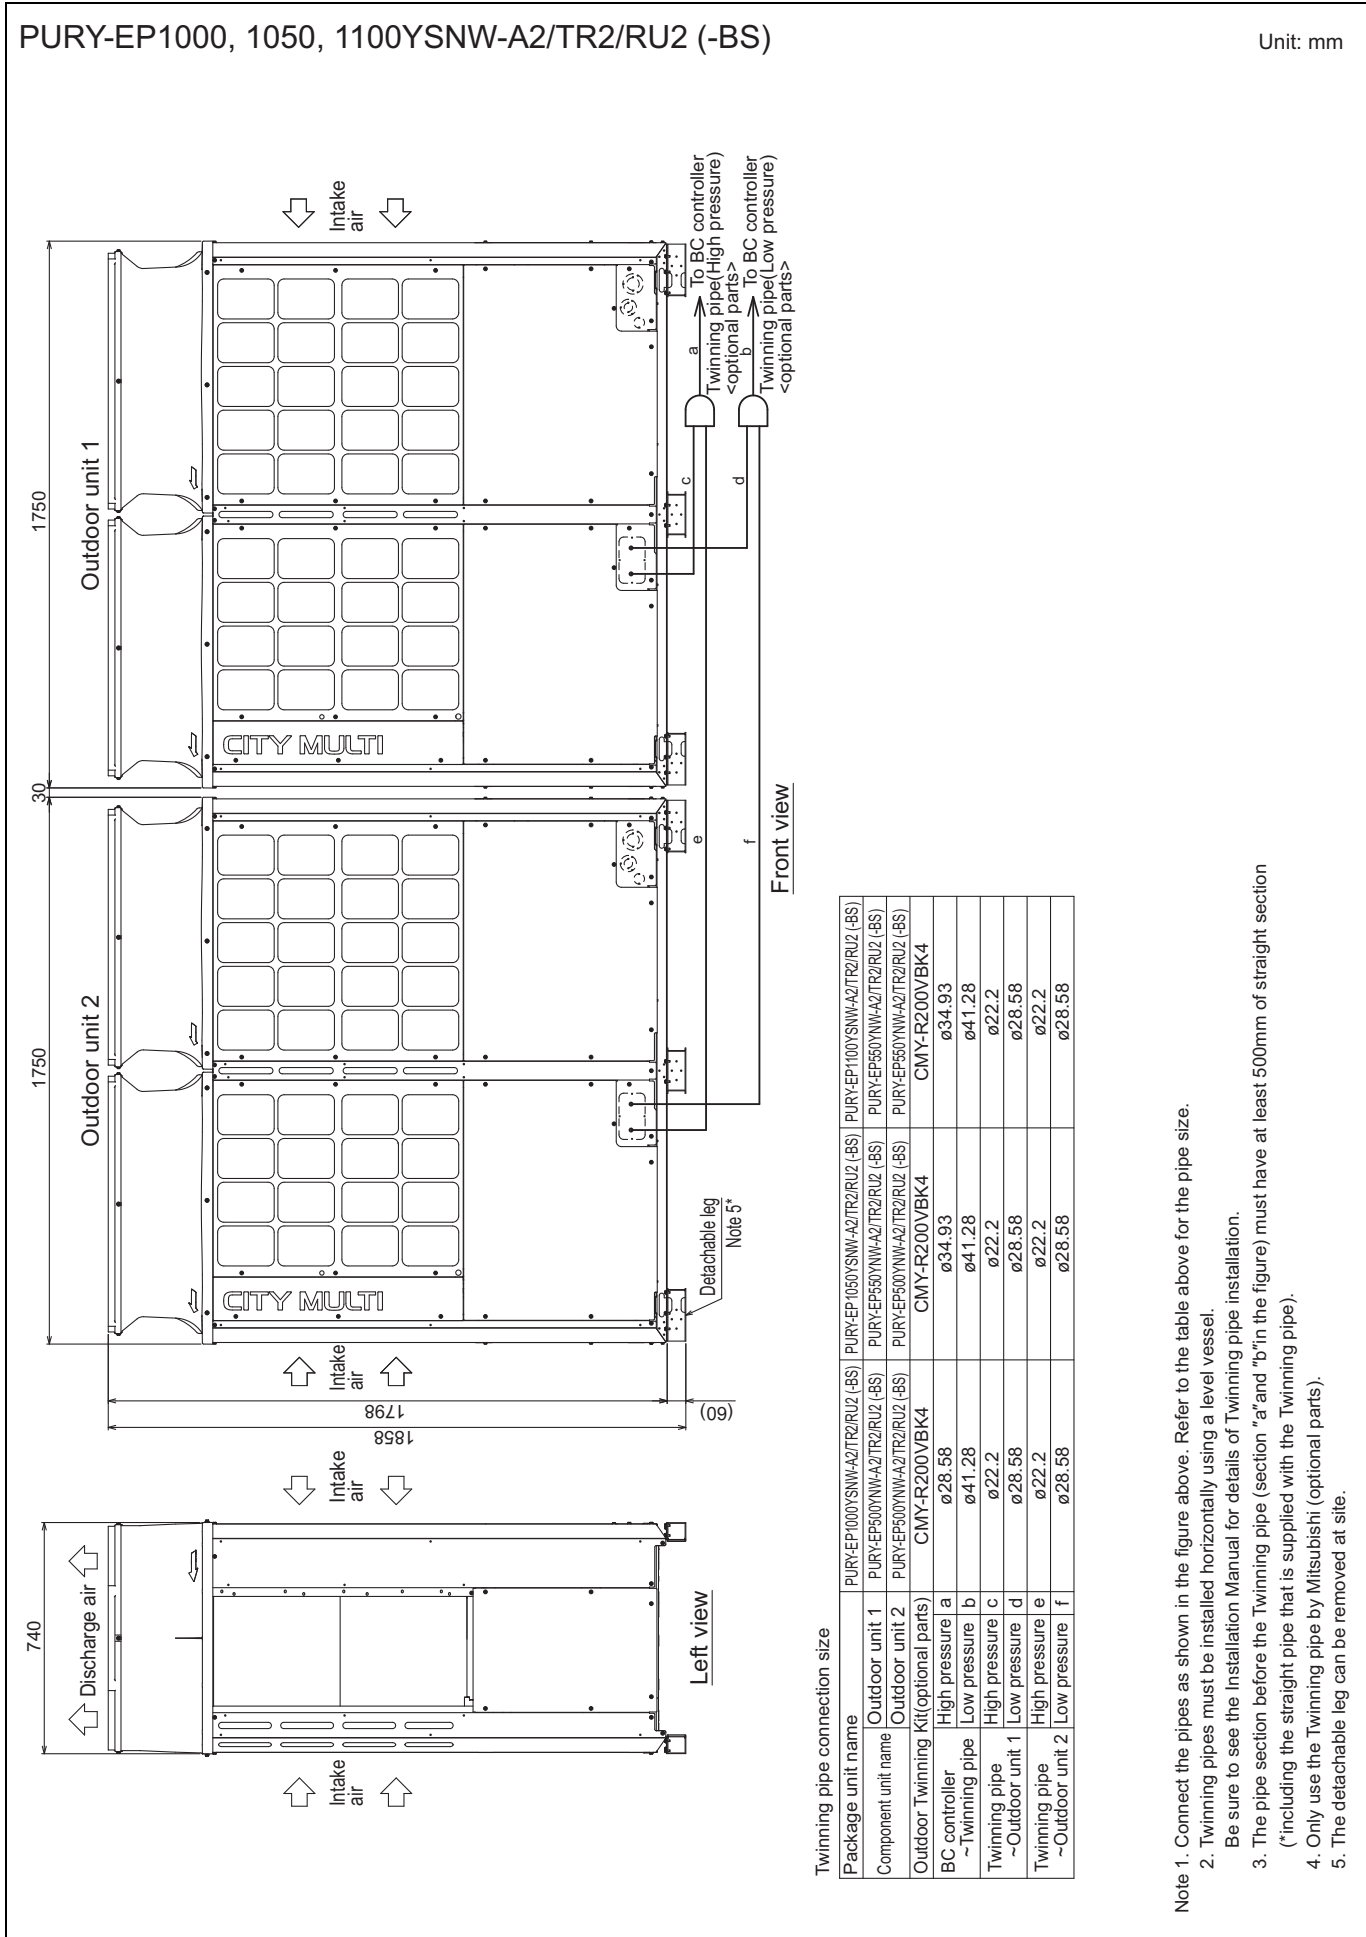 PURY-EP1000, 1050, 1100YSNW-A2/TR2/RU2 (-BS)
Unit: mm
740
Discharge air
Intake
air
Intake
air
Left view
1858
1798
(60)
1750
30
1750
Outdoor unit 2
Outdoor unit 1
Intake
air
Intake
air
CITY MULTI
CITY MULTI
Detachable leg
Note 5*
a
b
c
d
e
f
To BC controller
Twinning pipe(High pressure)
<optional parts>
To BC controller
Twinning pipe(Low pressure)
<optional parts>
Front view
Twinning pipe connection size
Package unit name PURY-EP1000YSNW-A2/TR2/RU2 (-BS) PURY-EP1050YSNW-A2/TR2/RU2 (-BS) PURY-EP1100YSNW-A2/TR2/RU2 (-BS)
Component unit name Outdoor unit 1 PURY-EP500YNW-A2/TR2/RU2 (-BS) PURY-EP550YNW-A2/TR2/RU2 (-BS) PURY-EP550YNW-A2/TR2/RU2 (-BS)
Outdoor unit 2 PURY-EP500YNW-A2/TR2/RU2 (-BS) PURY-EP500YNW-A2/TR2/RU2 (-BS) PURY-EP550YNW-A2/TR2/RU2 (-BS)
Outdoor Twinning Kit(optional parts) CMY-R200VBK4 CMY-R200VBK4 CMY-R200VBK4
BC controller High pressure a ø28.58 ø34.93 ø34.93
~Twinning pipe Low pressure b ø41.28 ø41.28 ø41.28
Twinning pipe High pressure c ø22.2 ø22.2 ø22.2
~Outdoor unit 1 Low pressure d ø28.58 ø28.58 ø28.58
Twinning pipe High pressure e ø22.2 ø22.2 ø22.2
~Outdoor unit 2 Low pressure f ø28.58 ø28.58 ø28.58
Note 1. Connect the pipes as shown in the figure above. Refer to the table above for the pipe size.
2. Twinning pipes must be installed horizontally using a level vessel.
Be sure to see the Installation Manual for details of Twinning pipe installation.
3. The pipe section before the Twinning pipe (section "a"and "b"in the figure) must have at least 500mm of straight section
(*including the straight pipe that is supplied with the Twinning pipe).
4. Only use the Twinning pipe by Mitsubishi (optional parts).
5. The detachable leg can be removed at site.